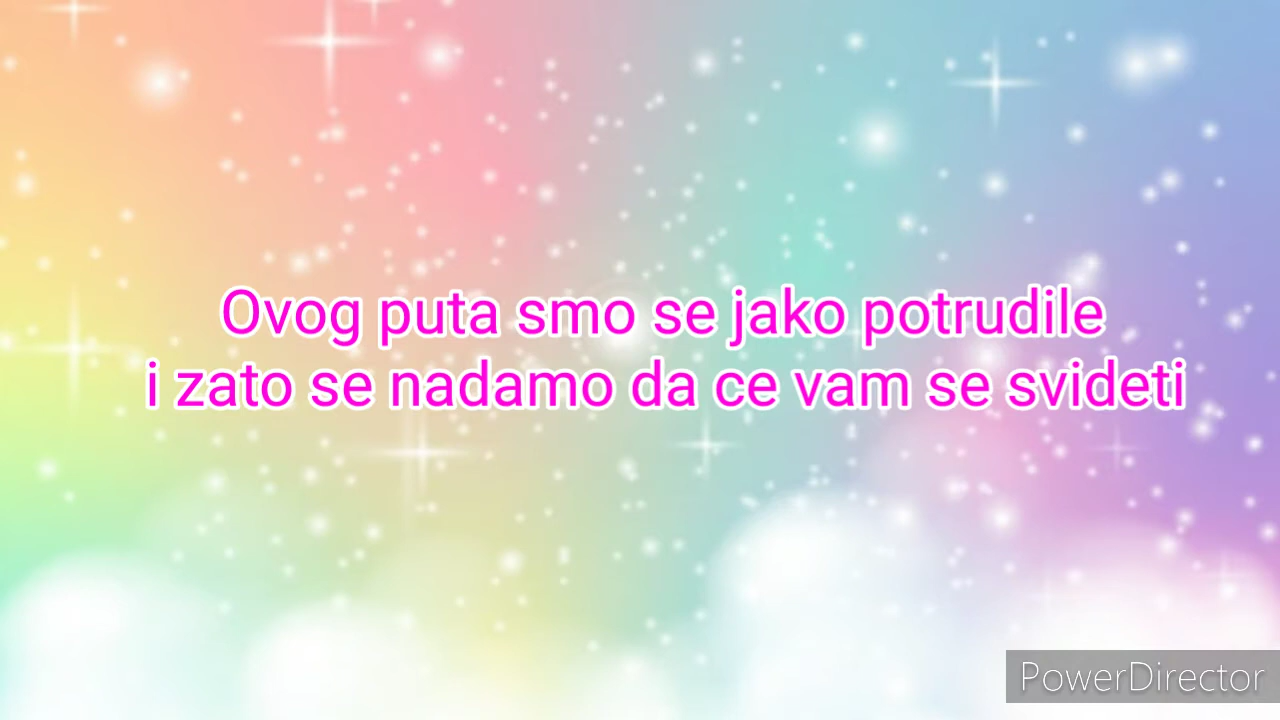 Ovog puta smo se jako potrudile
i zato se nadamo da ce vam se svideti
PowerDirector